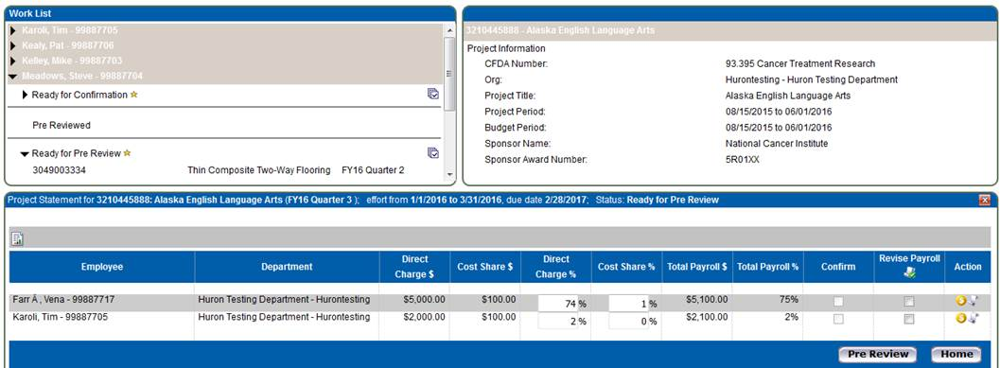 Work List
Karoli, Tim - 99887705
Kealy, Pat - 99887706
Kelley, Mike - 99887703
Meadows, Steve - 99887704
Ready for Confirmation
Pre Reviewed
Ready for Pre Review
3049003334 Thin Composite Two-Way Flooring FY16 Quarter 2
3210445888 - Alaska English Language Arts
Project Information
CFDA Number: 93.395 Cancer Treatment Research
Org: Hurontesting - Huron Testing Department
Project Title: Alaska English Language Arts
Project Period: 08/15/2015 to 06/01/2016
Budget Period: 08/15/2015 to 06/01/2016
Sponsor Name: National Cancer Institute
Sponsor Award Number: 5R01XX
Project Statement for 3210445888: Alaska English Language Arts (FY16 Quarter 3 ); effort from 1/1/2016 to 3/31/2016, due date 2/28/2017; Status: Ready for Pre Review
Employee Department Direct Charge $ Cost Share $ Direct Charge % Cost Share % Total Payroll $ Total Payroll % Confirm Revise Payroll Action
Farr Â , Vena - 99887717 Huron Testing Department - Hurontesting $5,000.00 $100.00 74 % 1 % $5,100.00 75%
Karoli, Tim - 99887705 Huron Testing Department - Hurontesting $2,000.00 $100.00 2 % 0 % $2,100.00 2%
Pre Review Home